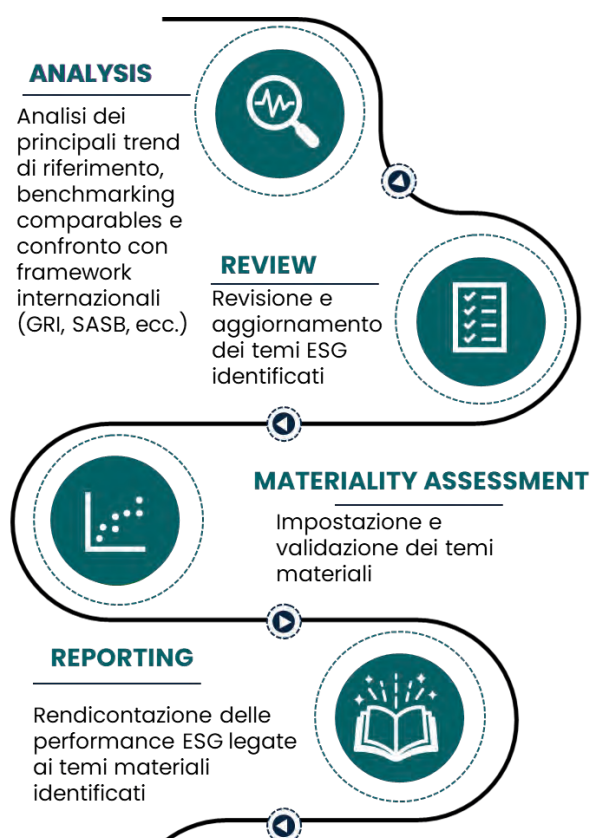 ANALYSIS
Analisi dei
principali trend
di riferimento,
benchmarking
comparables e
confronto con
framework
internazionali
(GRI, SASB, ecc.)
REVIEW
Revisione e
aggiornamento
dei temi ESG
identificati
MATERIALITY ASSESSMENT
Impostazione e
validazione dei temi
materiali
REPORTING
Rendicontazione delle
performance ESG legate
ai temi materiali
identificati